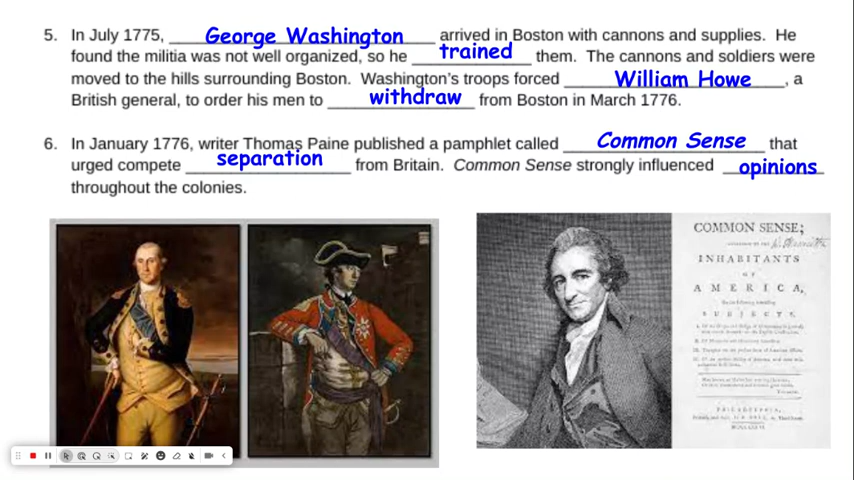 5. In July 1775, George Washington arrived in Boston with cannons and supplies. He
found the militia was not well organized, so he trained them. The cannons and soldiers were
moved to the hills surrounding Boston. Washington's troops forced William Howe, a
British general, to order his men to withdraw from Boston in March 1776.
6. In January 1776, writer Thomas Paine published a pamphlet called Common Sense that
urged compete separation from Britain. Common Sense strongly influenced opinions
throughout the colonies.
COMMON SENSE;
INHABITANTS
OF
AMERICA,
SUBJECTS.
PHILADELPHIA,